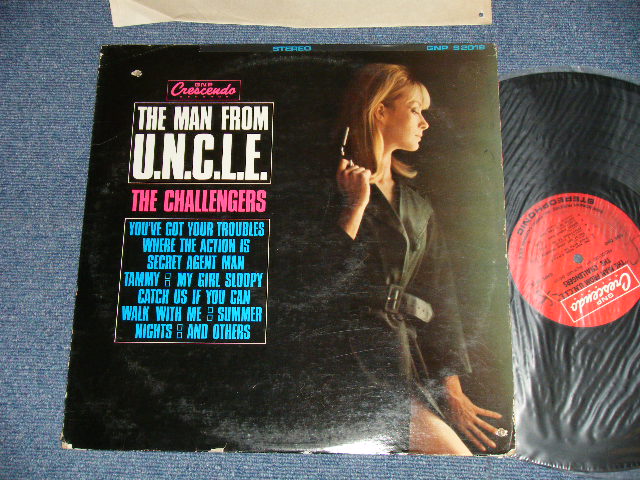 STEREO
GNP S 2018
Crescendo
THE MAN FROM
U.N.C.L.E.
THE CHALLENGERS
YOU'VE GOT YOUR TROUBLES
WHERE THE ACTION IS
SECRET AGENT MAN
TAMMY MY GIRL SLOOPY
CATCH US IF YOU CAN
WALK WITH ME SUMMER
NIGHTS AND OTHERS
GNP
Crescendo
STEREOPHONIC
THE MAN FROM U.N.C.L.E.
THE CHALLENGERS